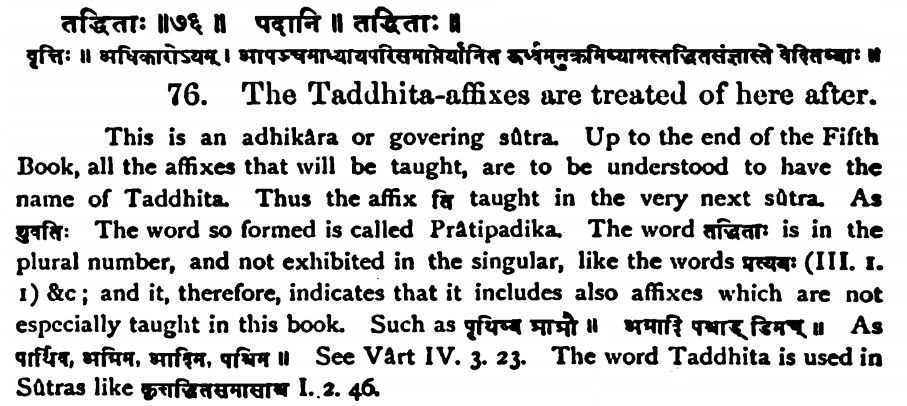 तद्धिताः ॥७६ ॥ पदानि ॥ तद्धिताः ॥
वृत्तिः ॥ अधिकारोऽयम् । आपञ्चमाध्यायपरिसमाप्तेर्यानित ऊर्ध्वमनुक्रमिष्यामस्तद्धितसंज्ञास्ते वेदितव्याः ॥
76. The Taddhita-affixes are treated of here after.
This is an adhikâra or govering sûtra. Up to the end of the Fifth
Book, all the affixes that will be taught, are to be understood to have the
name of Taddhita. Thus the affix ति taught in the very next sûtra. As
युवतिः The word so formed is called Prâtipadika. The word तद्धिताः is in the
plural number, and not exhibited in the singular, like the words प्रत्ययः (III. 1.
1) &c ; and it, therefore, indicates that it includes also affixes which are not
especially taught in this book. Such as पृथिव्य ॥ डिमच् ॥ As
पार्थिव, आदिम, पश्चिम ॥ See Vârt IV. 3. 23. The word Taddhita is used in
Sûtras like कृत्तद्धितसमासाश्च I. 2. 46.